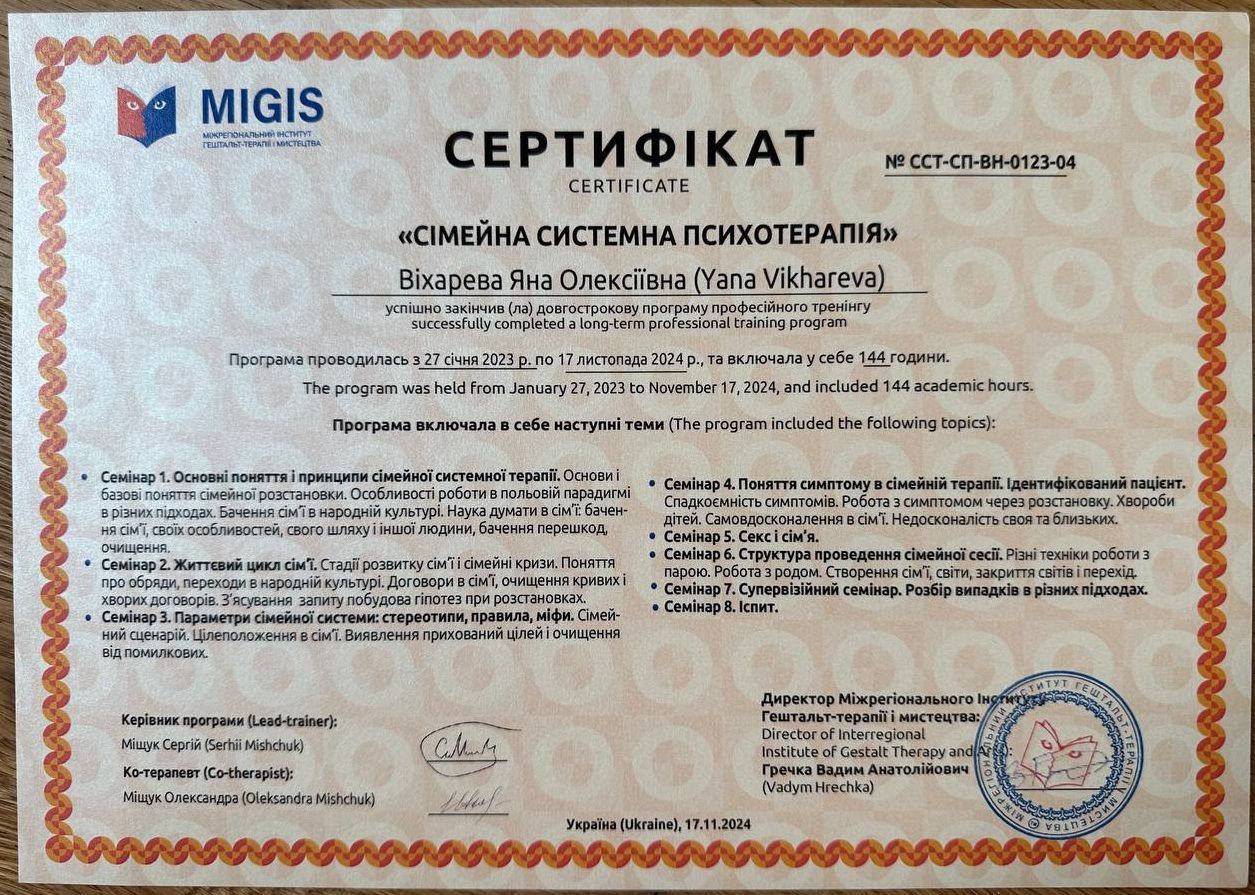 MIGIS
МІЖРЕГІОНАЛЬНИЙ ІНСТИТУТ
ГЕШТАЛЬТ-ТЕРАПІЇ І МИСТЕЦТВА
СЕРТИФІКАТ
CERTIFICATE
№ ССТ-СП-ВН-0123-04
«СІМЕЙНА СИСТЕМНА ПСИХОТЕРАПІЯ»
Віхарева Яна Олексіївна (Yana Vikhareva)
успішно закінчив (ла) довгострокову програму професійного тренінгу
successfully completed a long-term professional training program
Програма проводилась з 27 січня 2023 р. по 17 листопада 2024 р., та включала у себе 144 години.
The program was held from January 27, 2023 to November 17, 2024, and included 144 academic hours.
Програма включала в себе наступні теми (The program included the following topics):
• Семінар 1. Основні поняття і принципи сімейної системної терапії. Основи і
базові поняття сімейної розстановки. Особливості роботи в польовій парадигмі
в різних підходах. Бачення сім'ї в народній культурі. Наука думати в сім'ї: бачен-
ня сім'ї, своїх особливостей, свого шляху і іншої людини, бачення перешкод,
очищення.
• Семінар 2. Життєвий цикл сім'ї. Стадії розвитку сім'ї і сімейні кризи. Поняття
про обряди, переходи в народній культурі. Договори в сім'ї, очищення кривих і
хворих договорів. З'ясування запиту побудова гіпотез при розстановках.
• Семінар 3. Параметри сімейної системи: стереотипи, правила, міфи. Сімей-
ний сценарій. Цілеположення в сім'ї. Виявлення прихований цілей і очищення
від помилкових.
• Семінар 4. Поняття симптому в сімейній терапії. Ідентифікований пацієнт.
Спадкоємність симптомів. Робота з симптомом через розстановку. Хвороби
дітей. Самовдосконалення в сім'ї. Недосконалість своя та близьких.
• Семінар 5. Секс і сім'я.
• Семінар 6. Структура проведення сімейної сесії. Різні техніки роботи з
парою. Робота з родом. Створення сім'ї, світи, закриття світів і перехід.
• Семінар 7. Супервізійний семінар. Розбір випадків в різних підходах.
• Семінар 8. Іспит.
Керівник програми (Lead-trainer):
Міщук Сергій (Serhii Mishchuk)
Ко-терапевт (Co-therapist):
Міщук Олександра (Oleksandra Mishchuk)
Директор Міжрегіонального
Гештальт-терапії і мистецтва:
Director of Interregional
Institute of Gestalt Therapy and
Гречка Вадим Анатолійович
(Vadym Hrechka)
МІЖРЕГІОНАЛЬНИЙ ІНСТИТУТ ГЕШТАЛЬТ-ТЕРАПІЇ МИСТЕЦТВА
Україна (Ukraine), 17.11.2024